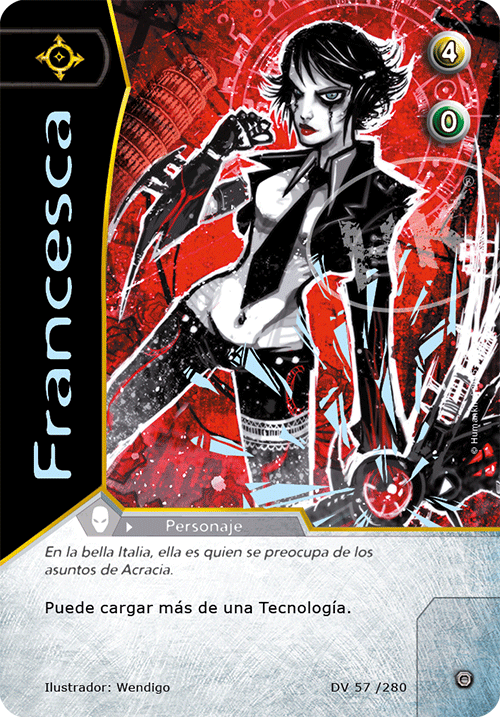 4
0
Francesca
HK®
Personaje
En la bella Italia, ella es quien se preocupa de los
asuntos de Acracia.
Puede cargar más de una Tecnología.
Ilustrador: Wendigo
DV 57 /280